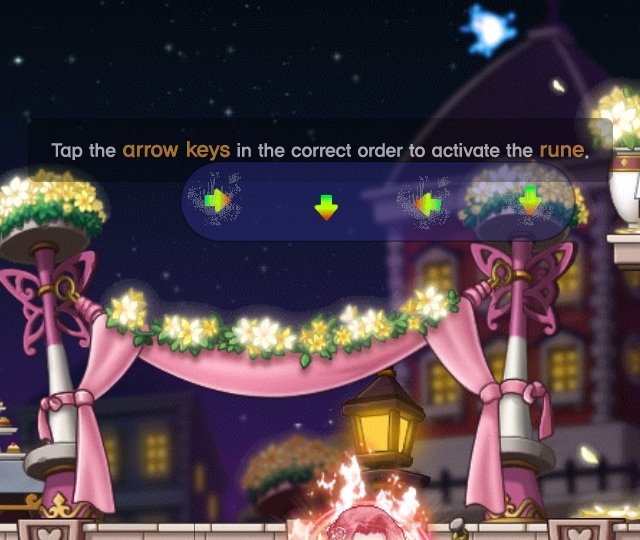 Tap the arrow keys in the correct order to activate the rune.